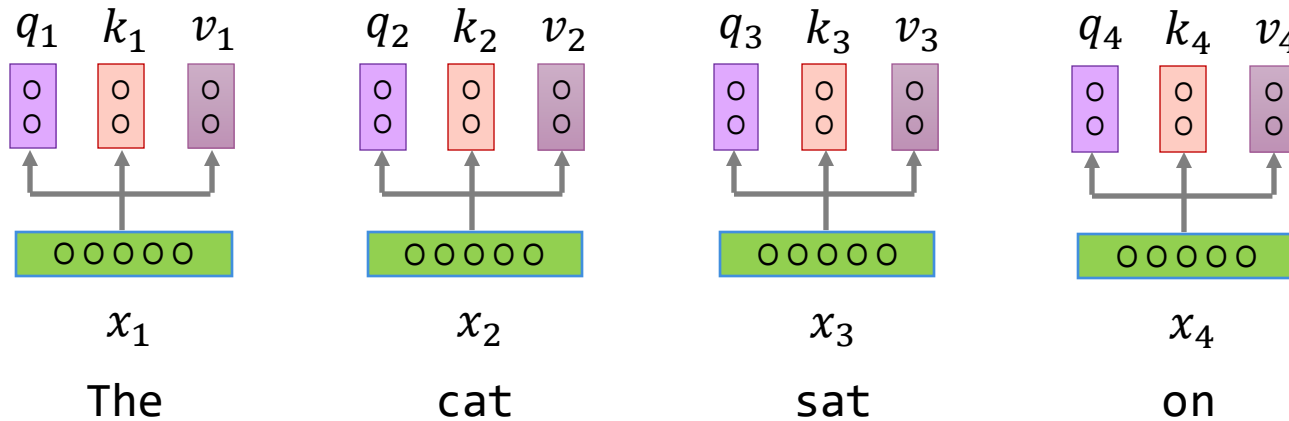 q₁ k₁ v₁ q₂ k₂ v₂ q₃ k₃ v₃ q₄ k₄ v₄
O O O O O O O O O O O O
O O O O O O O O O O O O
O O O O O O O O O O O O O O O O O O O O
x₁ x₂ x₃ x₄
The cat sat on